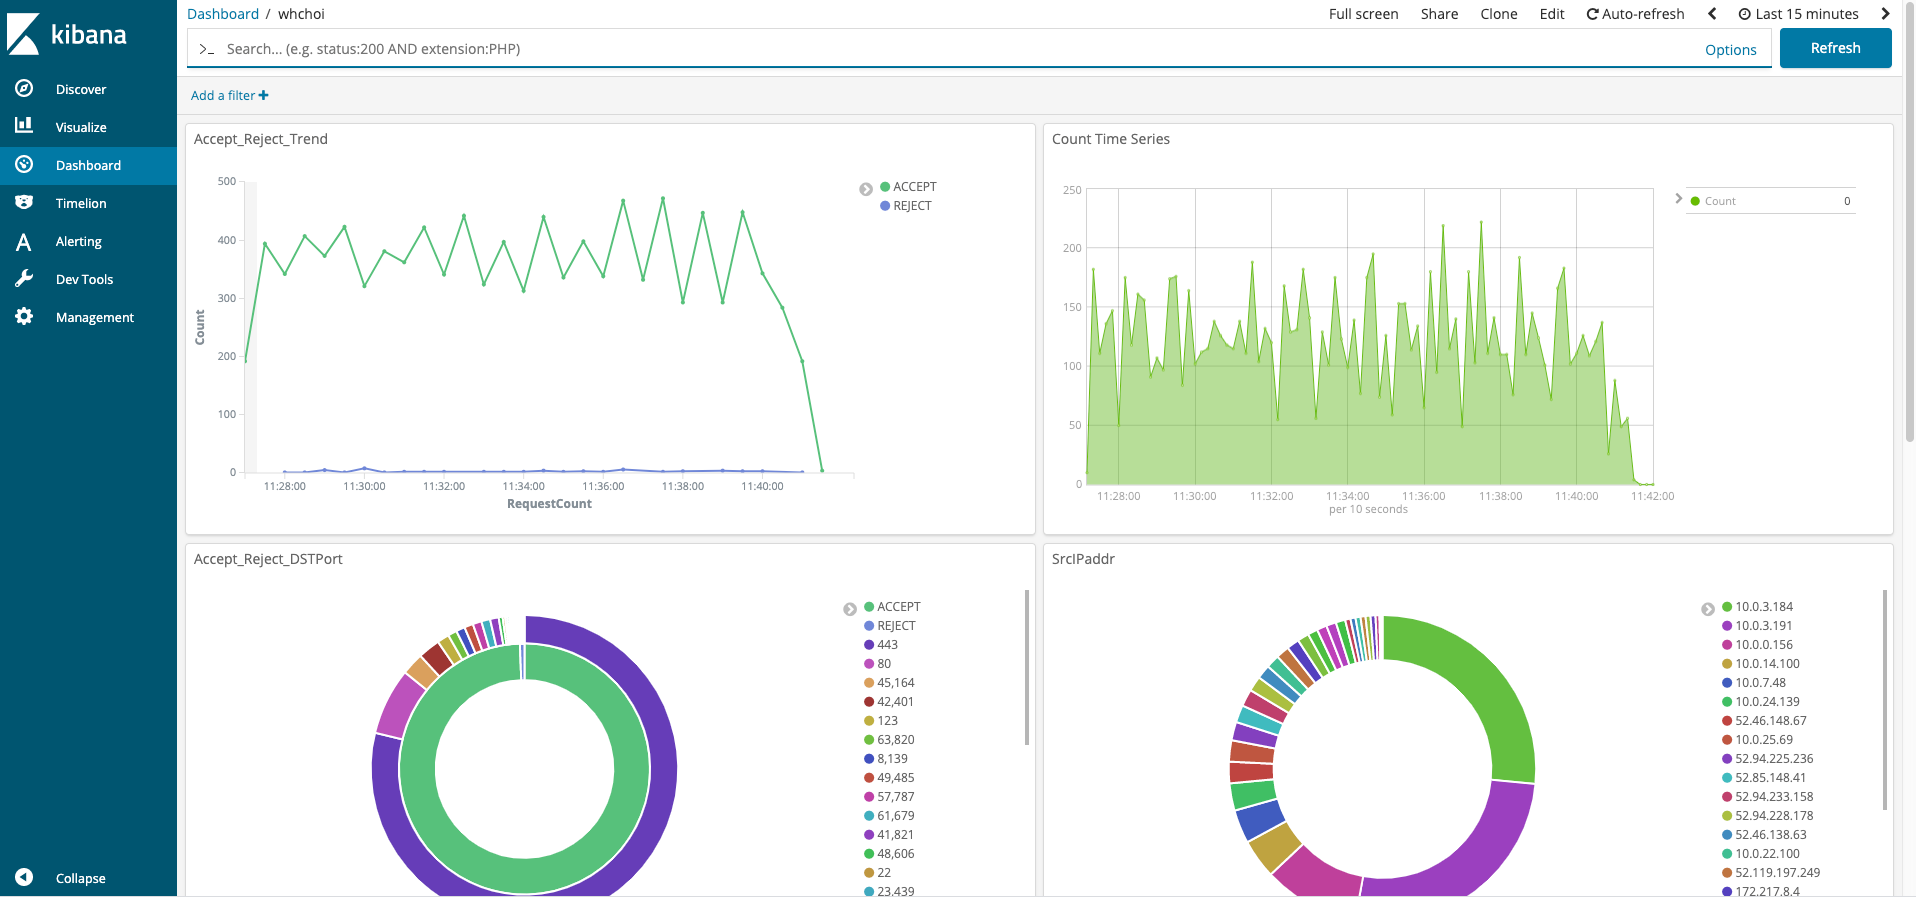 kibana
Discover
Visualize
Dashboard
Timelion
Alerting
Dev Tools
Management
Collapse
Dashboard / whchoi
Full screen Share Clone Edit Auto-refresh Last 15 minutes
>_ Search... (e.g. status:200 AND extension:PHP)
Options
Refresh
Add a filter +
Accept_Reject_Trend
500
400
300
200
100
0
Count
11:28:00 11:30:00 11:32:00 11:34:00 11:36:00 11:38:00 11:40:00
RequestCount
ACCEPT
REJECT
Count Time Series
250
200
150
100
50
0
11:28:00 11:30:00 11:32:00 11:34:00 11:36:00 11:38:00 11:40:00 11:42:00
per 10 seconds
Count 0
Accept_Reject_DSTPort
ACCEPT
REJECT
443
80
45,164
42,401
123
63,820
8,139
49,485
57,787
61,679
41,821
48,606
22
23,439
SrcIPaddr
10.0.3.184
10.0.3.191
10.0.0.156
10.0.14.100
10.0.7.48
10.0.24.139
52.46.148.67
10.0.25.69
52.94.225.236
52.85.148.41
52.94.233.158
52.94.228.178
52.46.138.63
10.0.22.100
52.119.197.249
172.217.8.4